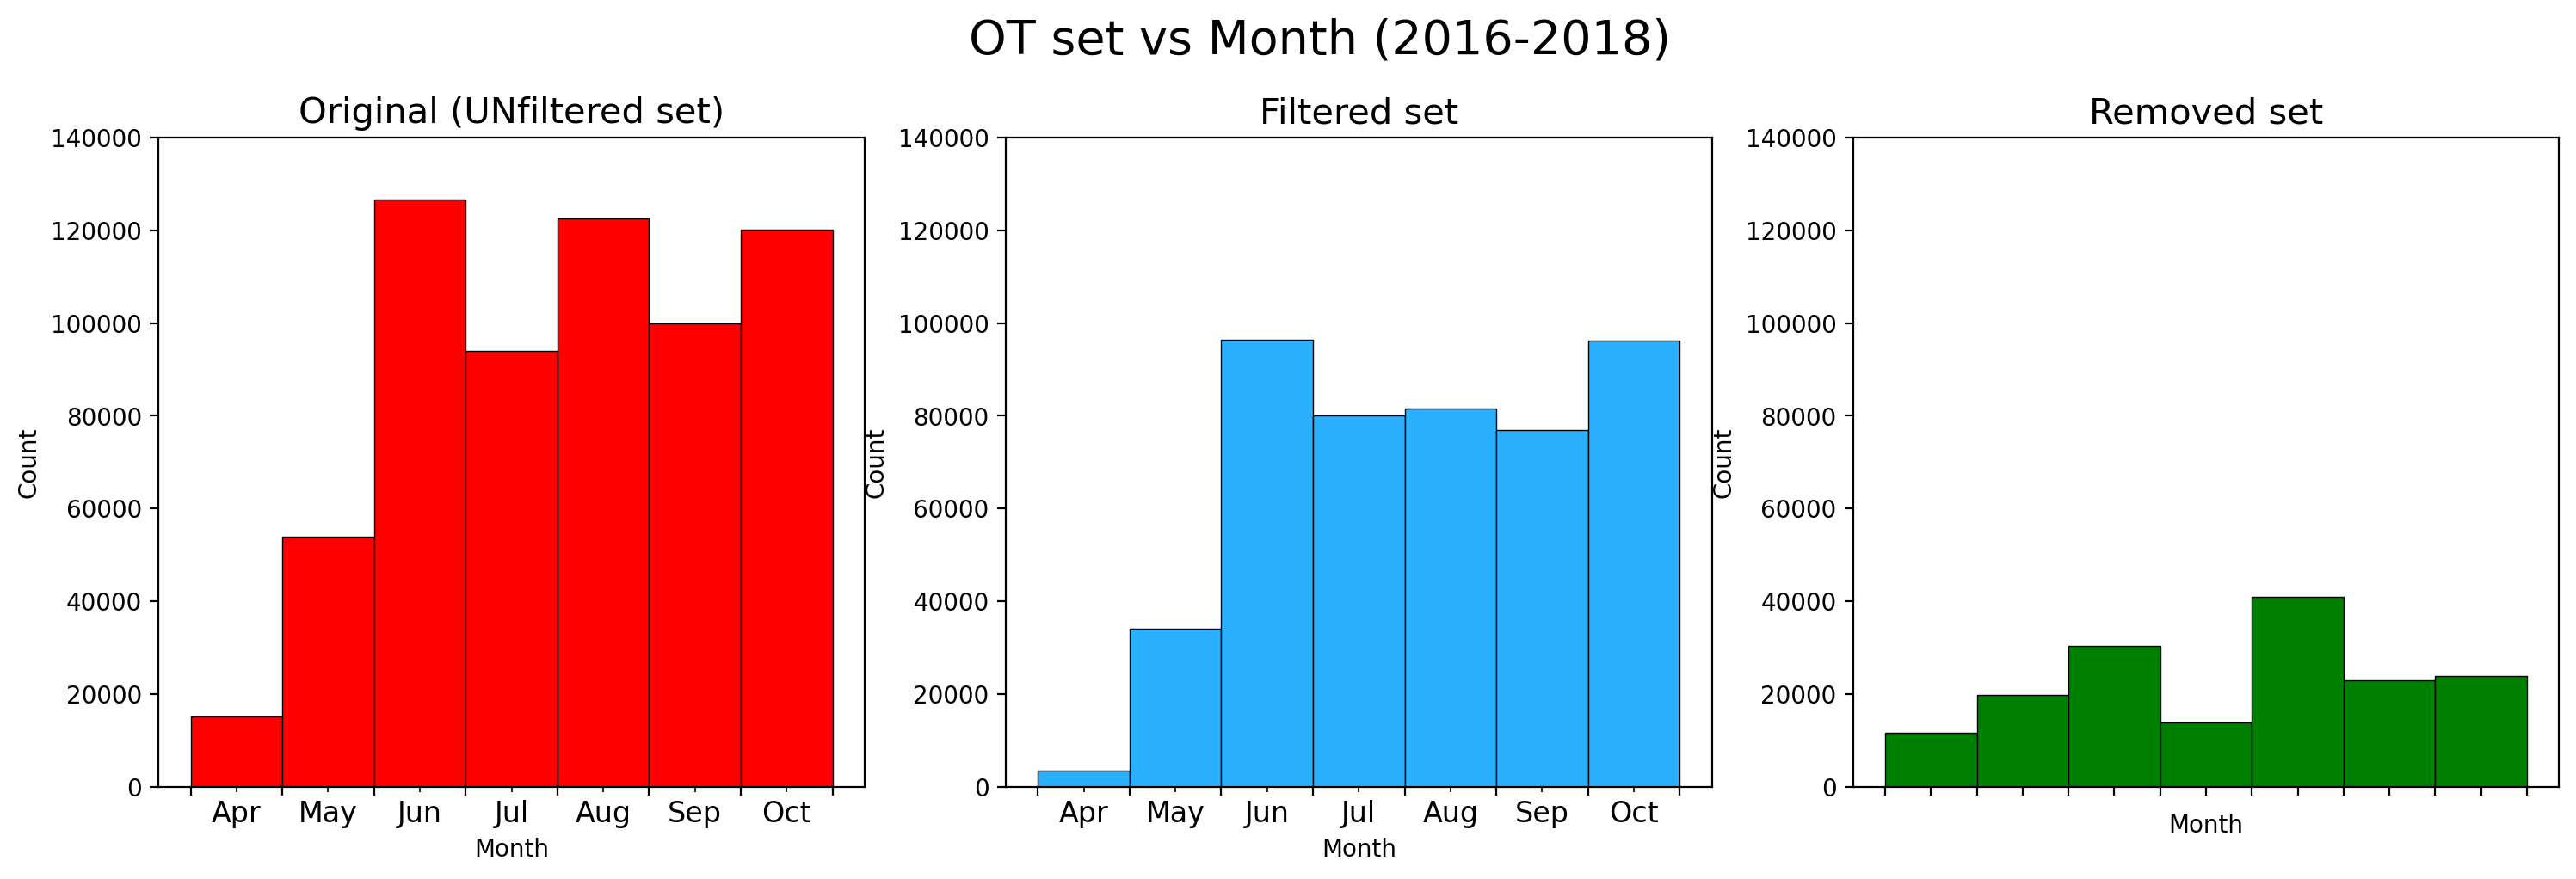 OT set vs Month (2016-2018)
Original (UNfiltered set)
140000
120000
100000
80000
60000
40000
20000
0
Count
Apr May Jun Jul Aug Sep Oct
Month
Filtered set
140000
120000
100000
80000
60000
40000
20000
0
Count
Apr May Jun Jul Aug Sep Oct
Month
Removed set
140000
120000
100000
80000
60000
40000
20000
0
Count
Month